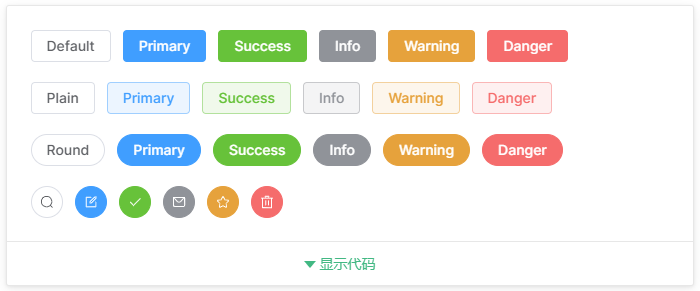 Default Primary Success Info Warning Danger
Plain Primary Success Info Warning Danger
Round Primary Success Info Warning Danger
显示代码